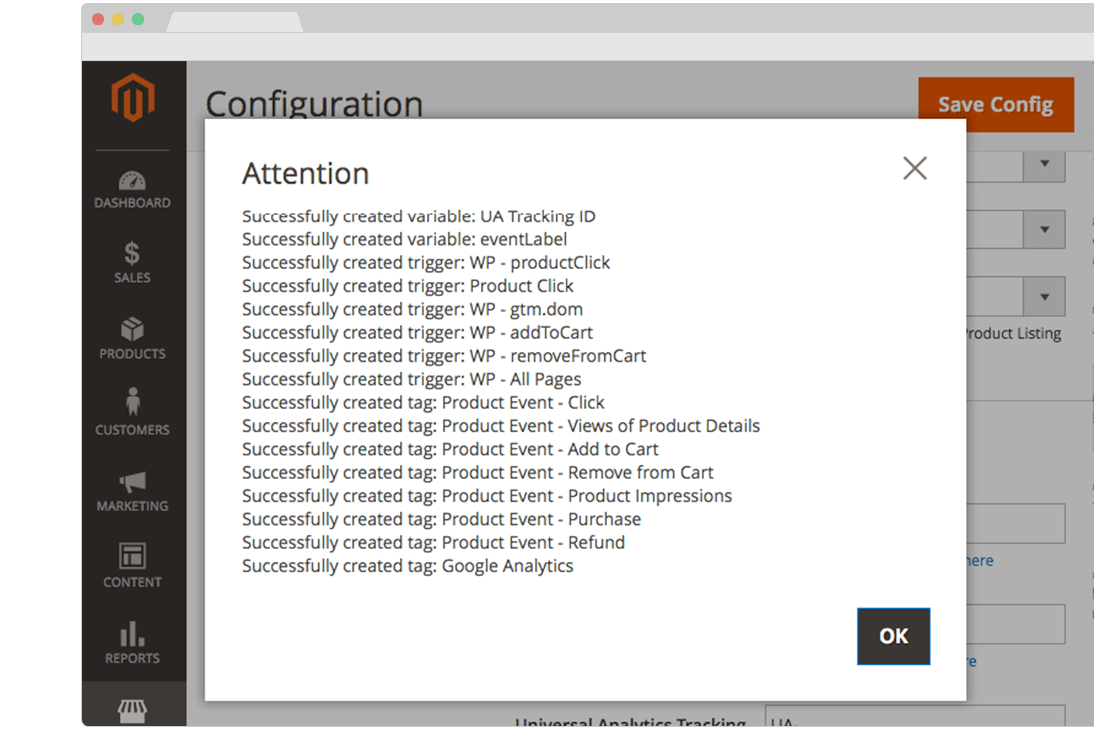 Configuration
Save Config
DASHBOARD
SALES
PRODUCTS
CUSTOMERS
MARKETING
CONTENT
REPORTS
Attention
Successfully created variable: UA Tracking ID
Successfully created variable: eventLabel
Successfully created trigger: WP - productClick
Successfully created trigger: Product Click
Successfully created trigger: WP - gtm.dom
Successfully created trigger: WP - addToCart
Successfully created trigger: WP - removeFromCart
Successfully created trigger: WP - All Pages
Successfully created tag: Product Event - Click
Successfully created tag: Product Event - Views of Product Details
Successfully created tag: Product Event - Add to Cart
Successfully created tag: Product Event - Remove from Cart
Successfully created tag: Product Event - Product Impressions
Successfully created tag: Product Event - Purchase
Successfully created tag: Product Event - Refund
Successfully created tag: Google Analytics
OK
Product Listing
here
Universal Analytics Tracking
UA-